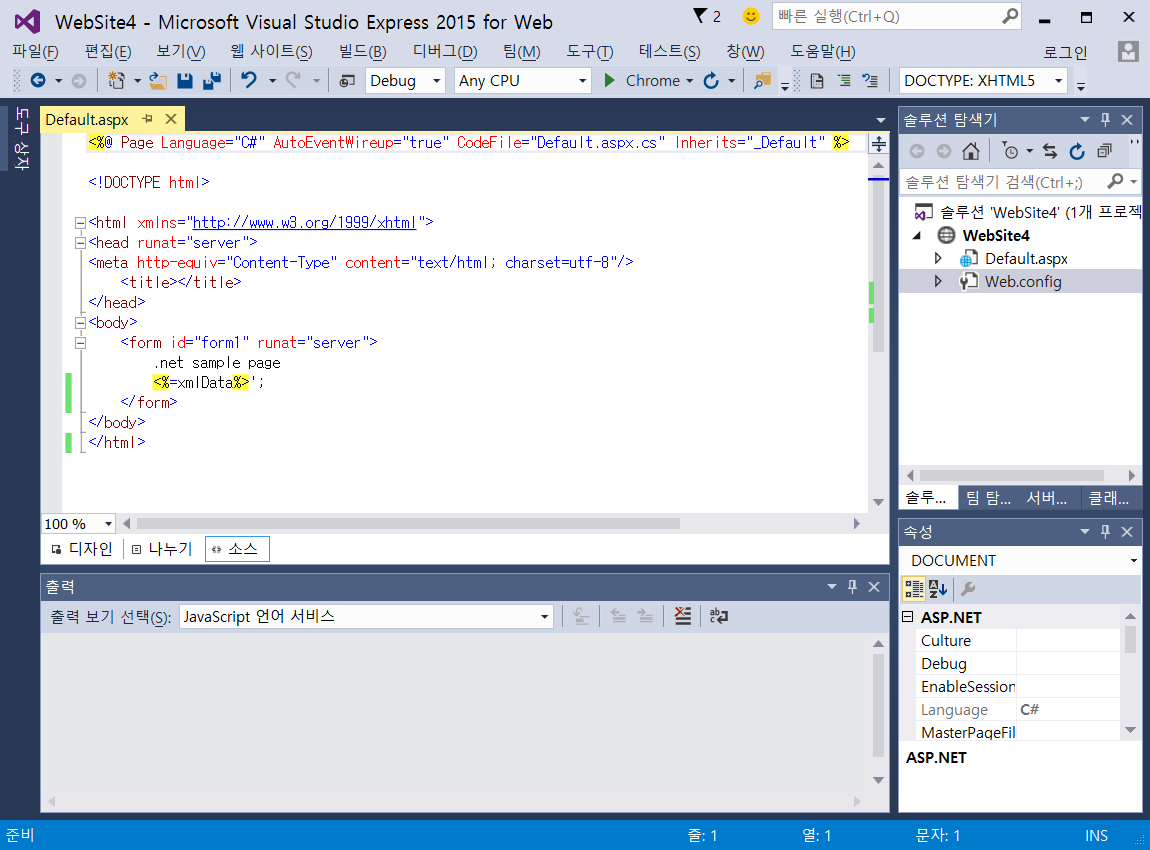 WebSite4 - Microsoft Visual Studio Express 2015 for Web
2
빠른 실행(Ctrl+Q)
파일(F) 편집(E) 보기(V) 웹 사이트(S) 빌드(B) 디버그(D) 팀(M) 도구(T) 테스트(S) 창(W) 도움말(H) 로그인
Debug Any CPU Chrome DOCTYPE: XHTML5
도구 상자
Default.aspx
<%@ Page Language="C#" AutoEventWireup="true" CodeFile="Default.aspx.cs" Inherits="_Default" %>
<!DOCTYPE html>
<html xmlns="http://www.w3.org/1999/xhtml">
<head runat="server">
<meta http-equiv="Content-Type" content="text/html; charset=utf-8"/>
<title></title>
</head>
<body>
<form id="form1" runat="server">
.net sample page
<%=xmlData%>';
</form>
</body>
</html>
100 %
디자인 나누기 소스
출력
출력 보기 선택(S): JavaScript 언어 서비스
솔루션 탐색기
솔루션 탐색기 검색(Ctrl+;)
솔루션 'WebSite4' (1개 프로젝
WebSite4
Default.aspx
Web.config
솔루... 팀 탐... 서버... 클래...
속성
DOCUMENT
ASP.NET
Culture
Debug
EnableSession
Language C#
MasterPageFil
ASP.NET
준비 줄: 1 열: 1 문자: 1 INS